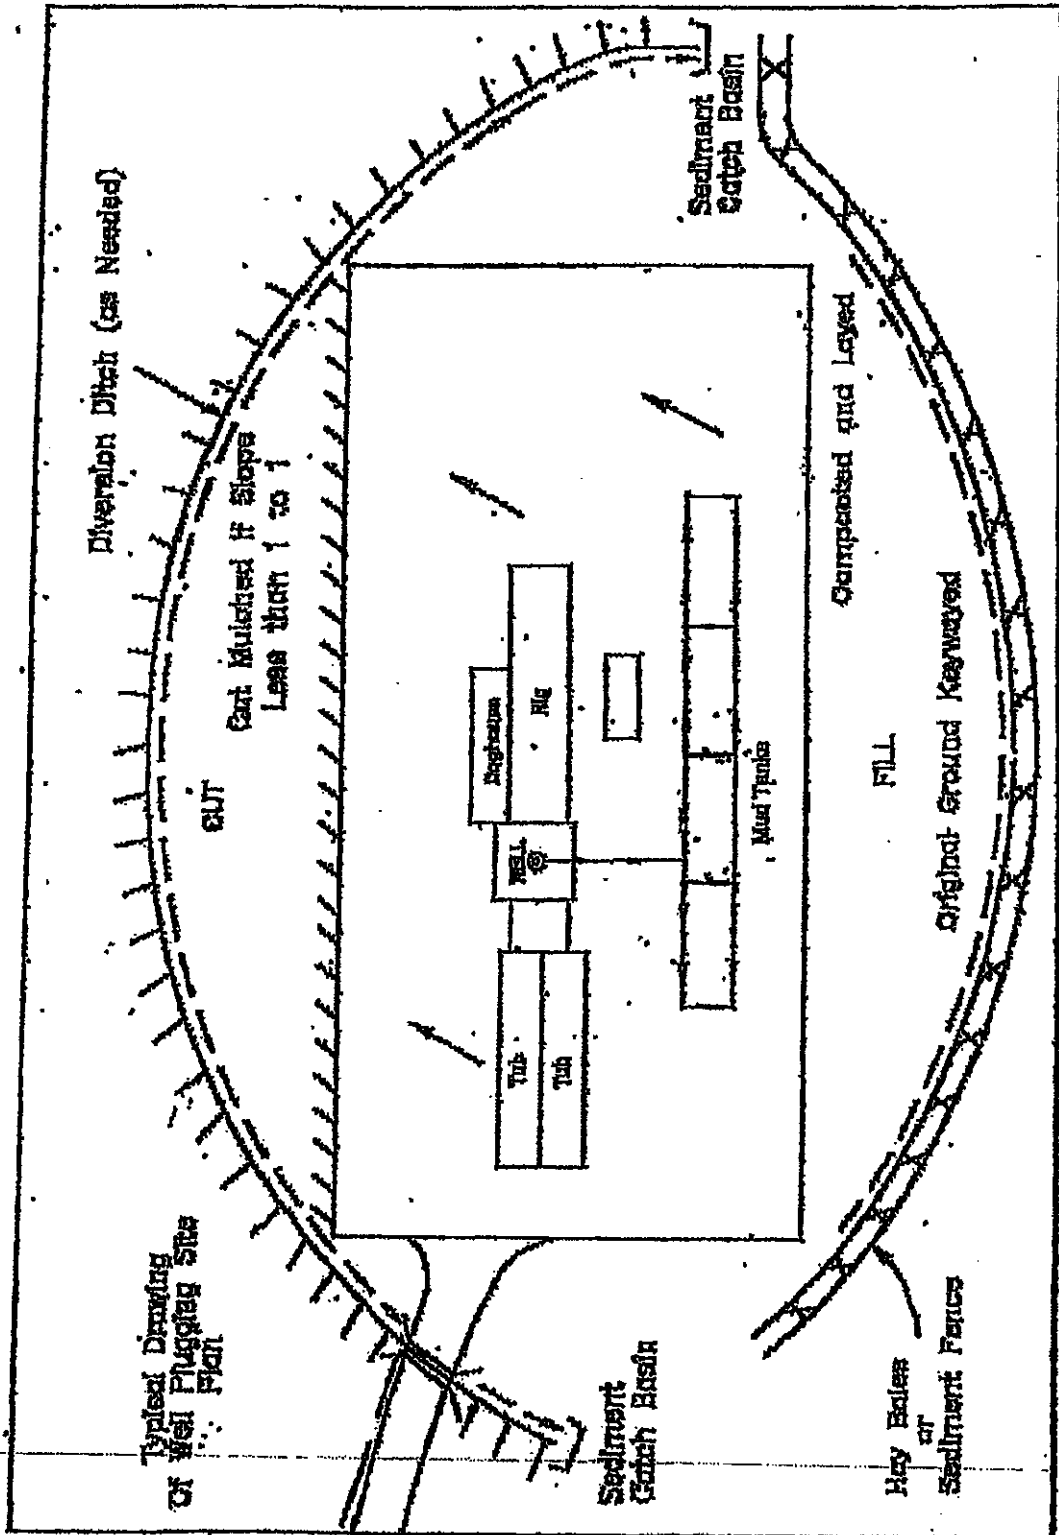 Typical Drawing
Of Well Plugging Site
Plan
Diversion Ditch (as Needed)
CUT
Cut Mulched if Slope
Less than 1 to 1
Sediment
Catch Basin
Doghouse
Rig
WELL
Tub
Tub
Mud Tanks
Compacted and Layed
FILL
Original Ground Keywayed
Sediment
Catch Basin
Hay Bales
or
Sediment Fence